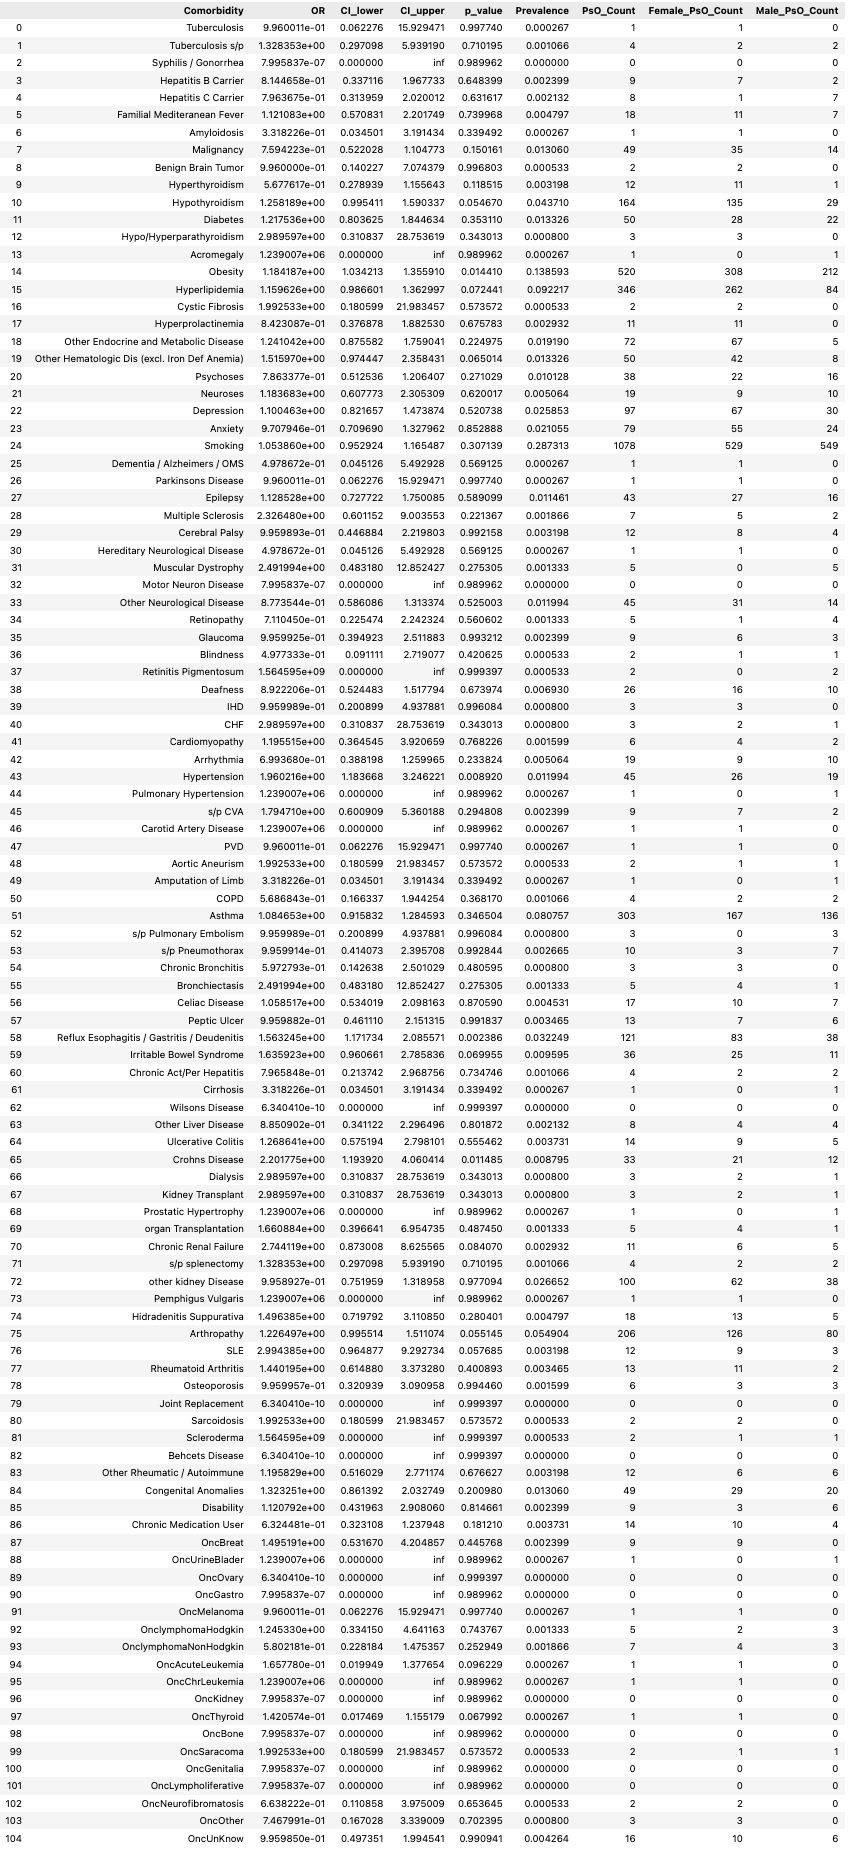 Comorbidity OR CI_lower CI_upper p_value Prevalence PsO_Count Female_PsO_Count Male_PsO_Count
0 Tuberculosis 9.960011e-01 0.062276 15.929471 0.997740 0.000267 1 1 0
1 Tuberculosis s/p 1.328353e+00 0.297098 5.939190 0.710195 0.001066 4 2 2
2 Syphilis / Gonorrhea 7.995837e-07 0.000000 inf 0.989962 0.000000 0 0 0
3 Hepatitis B Carrier 8.144658e-01 0.337116 1.967733 0.648399 0.002399 9 7 2
4 Hepatitis C Carrier 7.963675e-01 0.313959 2.020012 0.631617 0.002132 8 1 7
5 Familial Mediteranean Fever 1.121083e+00 0.570831 2.201749 0.739968 0.004797 18 11 7
6 Amyloidosis 3.318226e-01 0.034501 3.191434 0.339492 0.000267 1 1 0
7 Malignancy 7.594223e-01 0.522028 1.104773 0.150161 0.013060 49 35 14
8 Benign Brain Tumor 9.960000e-01 0.140227 7.074379 0.996803 0.000533 2 2 0
9 Hyperthyroidism 5.677617e-01 0.278939 1.155643 0.118515 0.003198 12 11 1
10 Hypothyroidism 1.258189e+00 0.995411 1.590337 0.054670 0.043710 164 135 29
11 Diabetes 1.217536e+00 0.803625 1.844634 0.353110 0.013326 50 28 22
12 Hypo/Hyperparathyroidism 2.989597e+00 0.310837 28.753619 0.343013 0.000800 3 3 0
13 Acromegaly 1.239007e+06 0.000000 inf 0.989962 0.000267 1 0 1
14 Obesity 1.184187e+00 1.034213 1.355910 0.014410 0.138593 520 308 212
15 Hyperlipidemia 1.159626e+00 0.986601 1.362997 0.072441 0.092217 346 262 84
16 Cystic Fibrosis 1.992533e+00 0.180599 21.983457 0.573572 0.000533 2 2 0
17 Hyperprolactinemia 8.423087e-01 0.376878 1.882530 0.675783 0.002932 11 11 0
18 Other Endocrine and Metabolic Disease 1.241042e+00 0.875582 1.759041 0.224975 0.019190 72 67 5
19 Other Hematologic Dis (excl. Iron Def Anemia) 1.515970e+00 0.974447 2.358431 0.065014 0.013326 50 42 8
20 Psychoses 7.863377e-01 0.512536 1.206407 0.271029 0.010128 38 22 16
21 Neuroses 1.183683e+00 0.607773 2.305309 0.620017 0.005064 19 9 10
22 Depression 1.100463e+00 0.821657 1.473874 0.520738 0.025853 97 67 30
23 Anxiety 9.707946e-01 0.709690 1.327962 0.852888 0.021055 79 55 24
24 Smoking 1.053860e+00 0.952924 1.165487 0.307139 0.287313 1078 529 549
25 Dementia / Alzheimers / OMS 4.978672e-01 0.045126 5.492928 0.569125 0.000267 1 1 0
26 Parkinsons Disease 9.960011e-01 0.062276 15.929471 0.997740 0.000267 1 1 0
27 Epilepsy 1.128528e+00 0.727722 1.750085 0.589099 0.011461 43 27 16
28 Multiple Sclerosis 2.326480e+00 0.601152 9.003553 0.221367 0.001866 7 5 2
29 Cerebral Palsy 9.959893e-01 0.446884 2.219803 0.992158 0.003198 12 8 4
30 Hereditary Neurological Disease 4.978672e-01 0.045126 5.492928 0.569125 0.000267 1 1 0
31 Muscular Dystrophy 2.491994e+00 0.483180 12.852427 0.275305 0.001333 5 0 5
32 Motor Neuron Disease 7.995837e-07 0.000000 inf 0.989962 0.000000 0 0 0
33 Other Neurological Disease 8.773544e-01 0.586086 1.313374 0.525003 0.011994 45 31 14
34 Retinopathy 7.110450e-01 0.225474 2.242324 0.560602 0.001333 5 1 4
35 Glaucoma 9.959925e-01 0.394923 2.511883 0.993212 0.002399 9 6 3
36 Blindness 4.977333e-01 0.091111 2.719077 0.420625 0.000533 2 1 1
37 Retinitis Pigmentosum 1.564595e+09 0.000000 inf 0.999397 0.000533 2 0 2
38 Deafness 8.922206e-01 0.524483 1.517794 0.673974 0.006930 26 16 10
39 IHD 9.959989e-01 0.200899 4.937881 0.996084 0.000800 3 3 0
40 CHF 2.989597e+00 0.310837 28.753619 0.343013 0.000800 3 2 1
41 Cardiomyopathy 1.195515e+00 0.364545 3.920659 0.768226 0.001599 6 4 2
42 Arrhythmia 6.993680e-01 0.388198 1.259965 0.233824 0.005064 19 9 10
43 Hypertension 1.960216e+00 1.183668 3.246221 0.008920 0.011994 45 26 19
44 Pulmonary Hypertension 1.239007e+06 0.000000 inf 0.989962 0.000267 1 0 1
45 s/p CVA 1.794710e+00 0.600909 5.360188 0.294808 0.002399 9 7 2
46 Carotid Artery Disease 1.239007e+06 0.000000 inf 0.989962 0.000267 1 1 0
47 PVD 9.960011e-01 0.062276 15.929471 0.997740 0.000267 1 1 0
48 Aortic Aneurism 1.992533e+00 0.180599 21.983457 0.573572 0.000533 2 1 1
49 Amputation of Limb 3.318226e-01 0.034501 3.191434 0.339492 0.000267 1 0 1
50 COPD 5.686843e-01 0.166337 1.944254 0.368170 0.001066 4 2 2
51 Asthma 1.084653e+00 0.915832 1.284593 0.346504 0.080757 303 167 136
52 s/p Pulmonary Embolism 9.959989e-01 0.200899 4.937881 0.996084 0.000800 3 0 3
53 s/p Pneumothorax 9.959914e-01 0.414073 2.395708 0.992844 0.002665 10 3 7
54 Chronic Bronchitis 5.972793e-01 0.142638 2.501029 0.480595 0.000800 3 3 0
55 Bronchiectasis 2.491994e+00 0.483180 12.852427 0.275305 0.001333 5 4 1
56 Celiac Disease 1.058517e+00 0.534019 2.098163 0.870590 0.004531 17 10 7
57 Peptic Ulcer 9.959882e-01 0.461110 2.151315 0.991837 0.003465 13 7 6
58 Reflux Esophagitis / Gastritis / Deudenitis 1.563245e+00 1.171734 2.085571 0.002386 0.032249 121 83 38
59 Irritable Bowel Syndrome 1.635923e+00 0.960661 2.785836 0.069955 0.009595 36 25 11
60 Chronic Act/Per Hepatitis 7.965848e-01 0.213742 2.968756 0.734746 0.001066 4 2 2
61 Cirrhosis 3.318226e-01 0.034501 3.191434 0.339492 0.000267 1 0 1
62 Wilsons Disease 6.340410e-10 0.000000 inf 0.999397 0.000000 0 0 0
63 Other Liver Disease 8.850902e-01 0.341122 2.296496 0.801872 0.002132 8 4 4
64 Ulcerative Colitis 1.268641e+00 0.575194 2.798101 0.555462 0.003731 14 9 5
65 Crohns Disease 2.201775e+00 1.193920 4.060414 0.011485 0.008795 33 21 12
66 Dialysis 2.989597e+00 0.310837 28.753619 0.343013 0.000800 3 2 1
67 Kidney Transplant 2.989597e+00 0.310837 28.753619 0.343013 0.000800 3 2 1
68 Prostatic Hypertrophy 1.239007e+06 0.000000 inf 0.989962 0.000267 1 0 1
69 organ Transplantation 1.660884e+00 0.396641 6.954735 0.487450 0.001333 5 4 1
70 Chronic Renal Failure 2.744119e+00 0.873008 8.625565 0.084070 0.002932 11 6 5
71 s/p splenectomy 1.328353e+00 0.297098 5.939190 0.710195 0.001066 4 2 2
72 other kidney Disease 9.958927e-01 0.751959 1.318958 0.977094 0.026652 100 62 38
73 Pemphigus Vulgaris 1.239007e+06 0.000000 inf 0.989962 0.000267 1 1 0
74 Hidradenitis Suppurativa 1.496385e+00 0.719792 3.110850 0.280401 0.004797 18 13 5
75 Arthropathy 1.226497e+00 0.995514 1.511074 0.055145 0.054904 206 126 80
76 SLE 2.994385e+00 0.964877 9.292734 0.057685 0.003198 12 9 3
77 Rheumatoid Arthritis 1.440195e+00 0.614880 3.373280 0.400893 0.003465 13 11 2
78 Osteoporosis 9.959957e-01 0.320939 3.090958 0.994460 0.001599 6 3 3
79 Joint Replacement 6.340410e-10 0.000000 inf 0.999397 0.000000 0 0 0
80 Sarcoidosis 1.992533e+00 0.180599 21.983457 0.573572 0.000533 2 2 0
81 Scleroderma 1.564595e+09 0.000000 inf 0.999397 0.000533 2 1 1
82 Behcets Disease 6.340410e-10 0.000000 inf 0.999397 0.000000 0 0 0
83 Other Rheumatic / Autoimmune 1.195829e+00 0.516029 2.771174 0.676627 0.003198 12 6 6
84 Congenital Anomalies 1.323251e+00 0.861392 2.032749 0.200980 0.013060 49 29 20
85 Disability 1.120792e+00 0.431963 2.908060 0.814661 0.002399 9 3 6
86 Chronic Medication User 6.324481e-01 0.323108 1.237948 0.181210 0.003731 14 10 4
87 OncBreat 1.495191e+00 0.531670 4.204857 0.445768 0.002399 9 9 0
88 OncUrineBlader 1.239007e+06 0.000000 inf 0.989962 0.000267 1 0 1
89 OncOvary 6.340410e-10 0.000000 inf 0.999397 0.000000 0 0 0
90 OncGastro 7.995837e-07 0.000000 inf 0.989962 0.000000 0 0 0
91 OncMelanoma 9.960011e-01 0.062276 15.929471 0.997740 0.000267 1 1 0
92 OnclymphomaHodgkin 1.245330e+00 0.334150 4.641163 0.743767 0.001333 5 2 3
93 OnclymphomaNonHodgkin 5.802181e-01 0.228184 1.475357 0.252949 0.001866 7 4 3
94 OncAcuteLeukemia 1.657780e-01 0.019949 1.377654 0.096229 0.000267 1 1 0
95 OncChrLeukemia 1.239007e+06 0.000000 inf 0.989962 0.000267 1 1 0
96 OncKidney 7.995837e-07 0.000000 inf 0.989962 0.000000 0 0 0
97 OncThyroid 1.420574e-01 0.017469 1.155179 0.067992 0.000267 1 1 0
98 OncBone 7.995837e-07 0.000000 inf 0.989962 0.000000 0 0 0
99 OncSaracoma 1.992533e+00 0.180599 21.983457 0.573572 0.000533 2 1 1
100 OncGenitalia 7.995837e-07 0.000000 inf 0.989962 0.000000 0 0 0
101 OncLympholiferative 7.995837e-07 0.000000 inf 0.989962 0.000000 0 0 0
102 OncNeurofibromatosis 6.638222e-01 0.110858 3.975009 0.653645 0.000533 2 2 0
103 OncOther 7.467991e-01 0.167028 3.339009 0.702395 0.000800 3 3 0
104 OncUnKnow 9.959850e-01 0.497351 1.994541 0.990941 0.004264 16 10 6